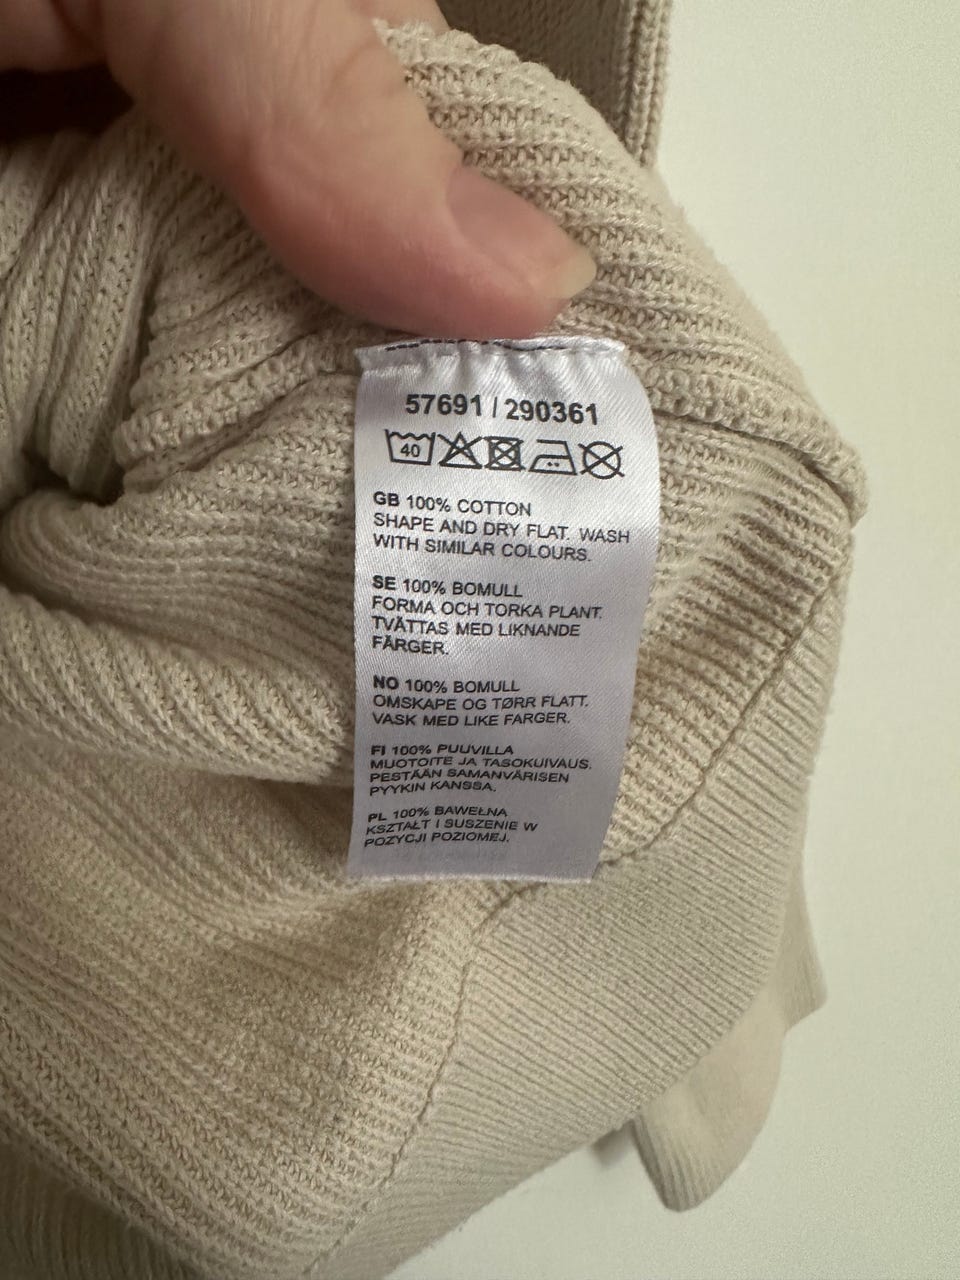 57691 / 290361
40
GB 100% COTTON
SHAPE AND DRY FLAT. WASH
WITH SIMILAR COLOURS.
SE 100% BOMULL
FORMA OCH TORKA PLANT.
TVÄTTAS MED LIKNANDE
FÄRGER.
NO 100% BOMULL
OMSKAPE OG TØRR FLATT.
VASK MED LIKE FARGER.
FI 100% PUUVILLA
MUOTOITE JA TASOKUIVAUS.
PESTÄÄN SAMANVÄRISEN
PYYKIN KANSSA.
PL 100% BAWEŁNA
KSZTAŁT I SUSZENIE W
POZYCJI POZIOMEJ.